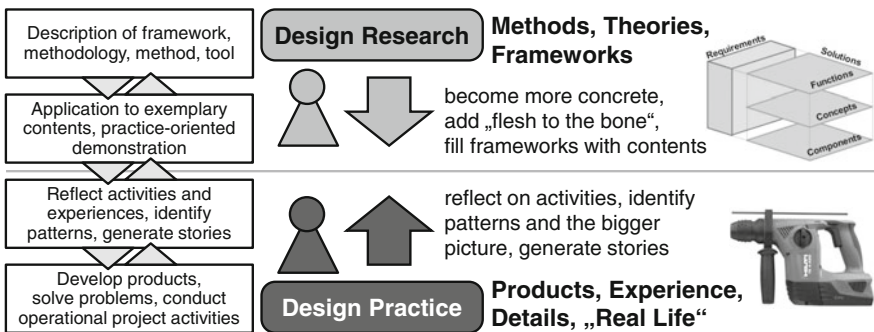 Description of framework,
methodology, method, tool
Application to exemplary
contents, practice-oriented
demonstration
Reflect activities and
experiences, identify
patterns, generate stories
Develop products,
solve problems, conduct
operational project activities
Design Research
Methods, Theories,
Frameworks
become more concrete,
add „flesh to the bone“,
fill frameworks with contents
Requirements
Solutions
Functions
Concepts
Components
reflect on activities, identify
patterns and the bigger
picture, generate stories
Design Practice
Products, Experience,
Details, „Real Life“
HILTI